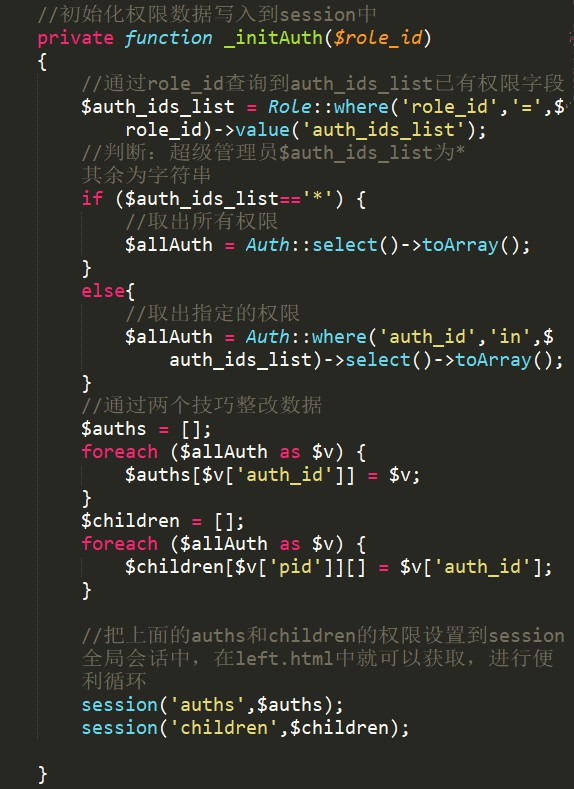 //初始化权限数据写入到session中
private function _initAuth($role_id)
{
//通过role_id查询到auth_ids_list已有权限字段
$auth_ids_list = Role::where('role_id','=',$
role_id)->value('auth_ids_list');
//判断：超级管理员$auth_ids_list为*
其余为字符串
if ($auth_ids_list=='*') {
//取出所有权限
$allAuth = Auth::select()->toArray();
}
else{
//取出指定的权限
$allAuth = Auth::where('auth_id','in',$
auth_ids_list)->select()->toArray();
}
//通过两个技巧整改数据
$auths = [];
foreach ($allAuth as $v) {
$auths[$v['auth_id']] = $v;
}
$children = [];
foreach ($allAuth as $v) {
$children[$v['pid']][] = $v['auth_id'];
}
//把上面的auths和children的权限设置到session
全局会话中，在left.html中就可以获取，进行便
利循环
session('auths',$auths);
session('children',$children);
}